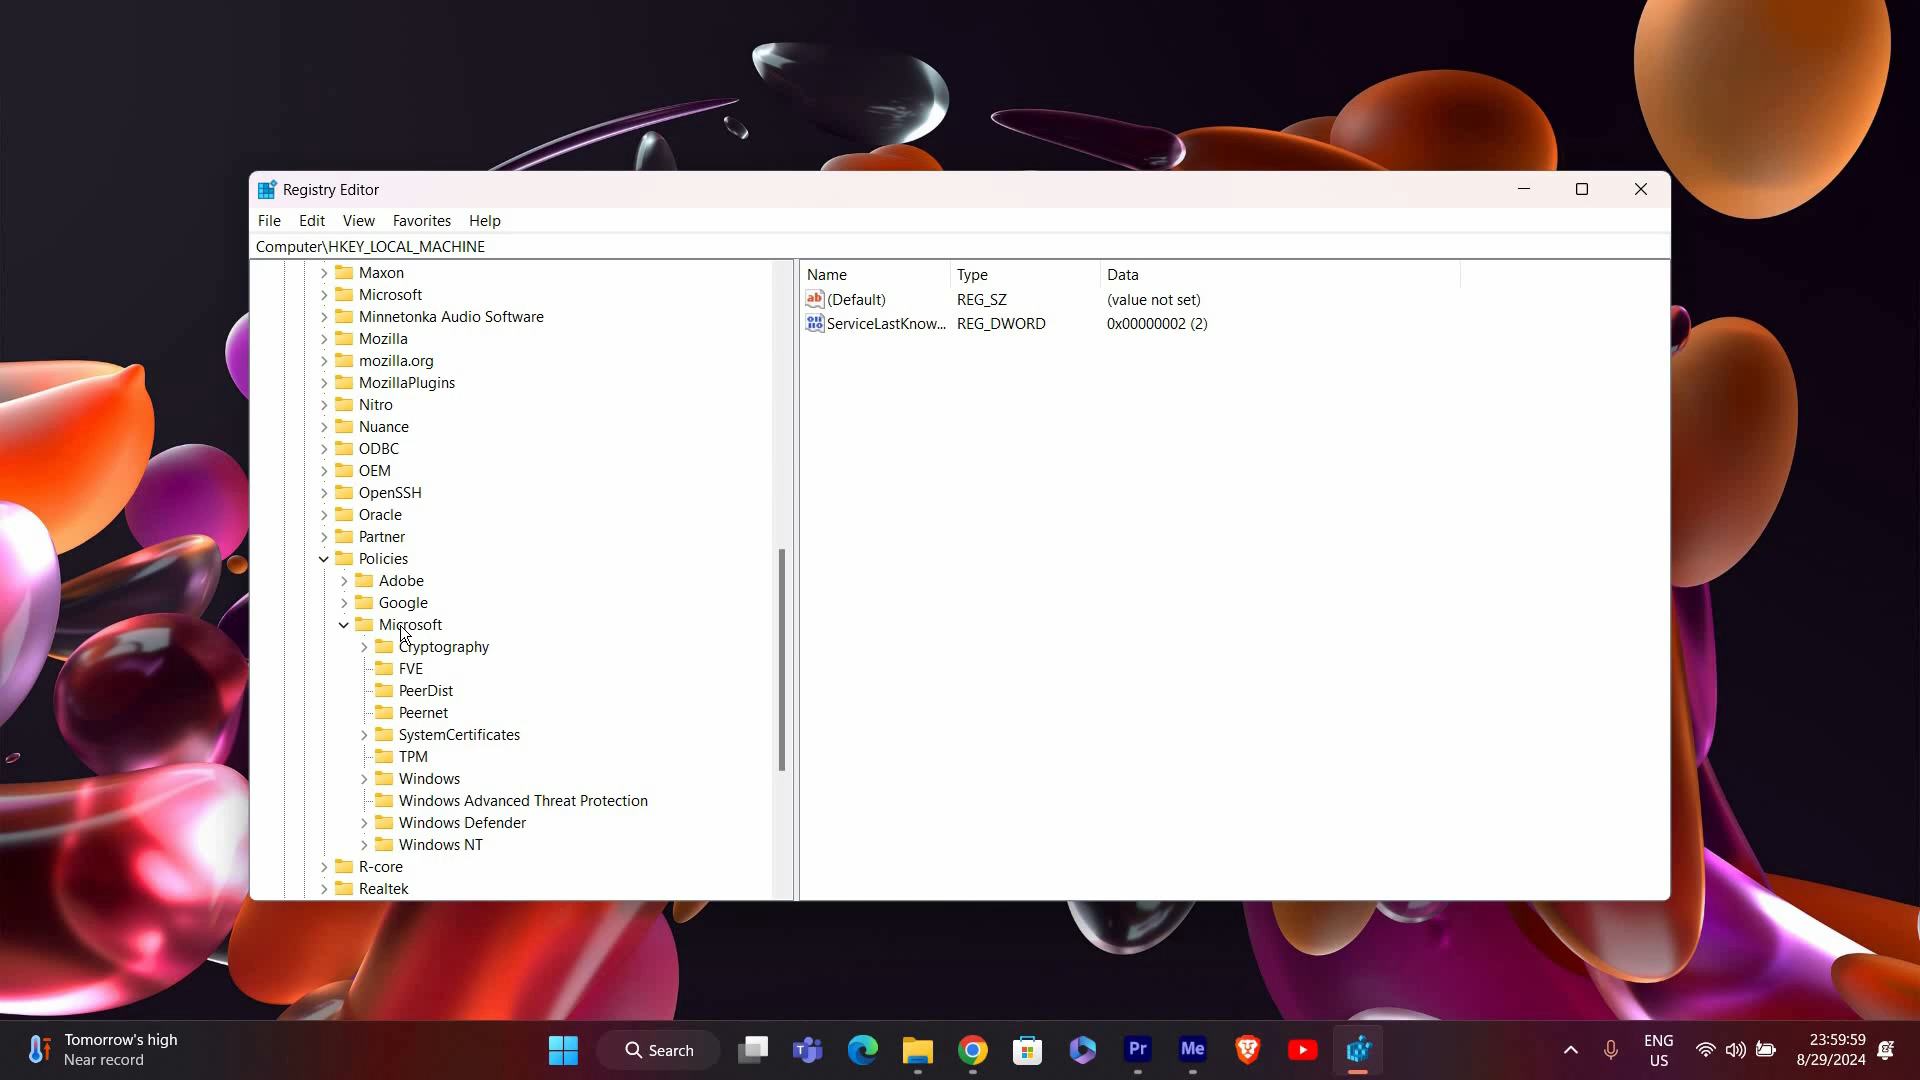 Registry Editor
File Edit View Favorites Help
Computer\HKEY_LOCAL_MACHINE
Maxon
Microsoft
Minnetonka Audio Software
Mozilla
mozilla.org
MozillaPlugins
Nitro
Nuance
ODBC
OEM
OpenSSH
Oracle
Partner
Policies
Adobe
Google
Microsoft
Cryptography
FVE
PeerDist
Peernet
SystemCertificates
TPM
Windows
Windows Advanced Threat Protection
Windows Defender
Windows NT
R-core
Realtek
Name Type Data
(Default) REG_SZ (value not set)
ServiceLastKnow... REG_DWORD 0x00000002 (2)
Tomorrow's high
Near record
Search
Pr
Me
ENG
US
23:59:59
8/29/2024